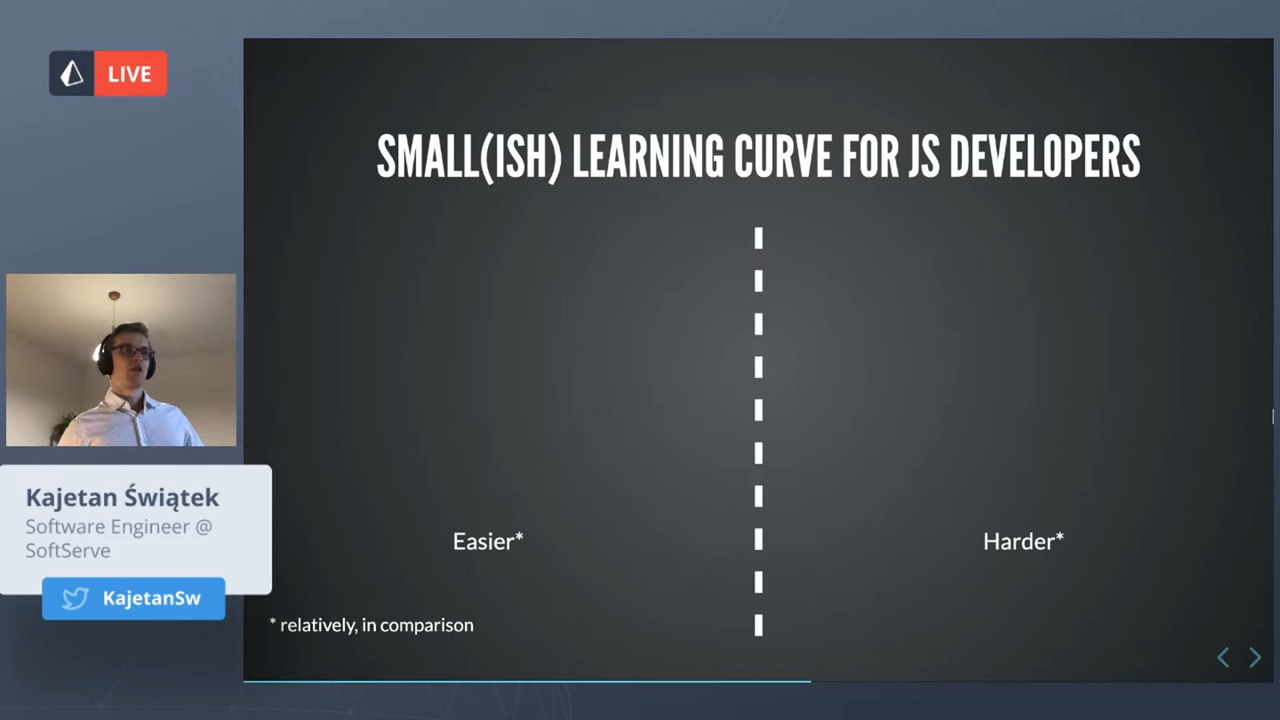 LIVE
SMALL(ISH) LEARNING CURVE FOR JS DEVELOPERS
Kajetan Świątek
Software Engineer @
SoftServe
KajetanSw
Easier*
Harder*
* relatively, in comparison